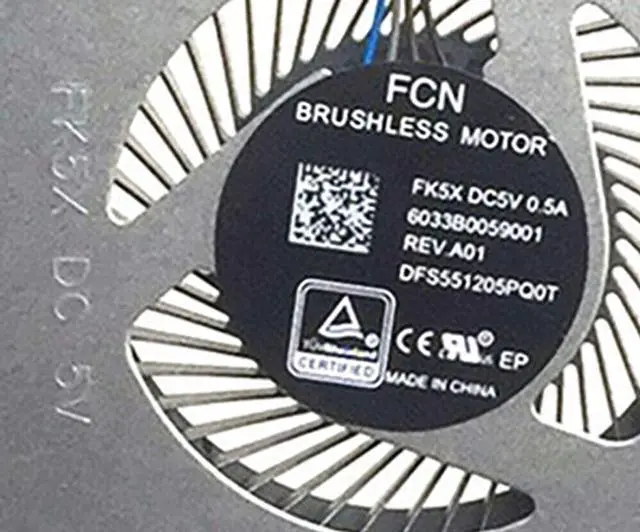 FCN
BRUSHLESS MOTOR
FK5X DC5V 0.5A
6033B0059001
REV.A01
DFS551205PQ0T
CERTIFIED
CE
EP
MADE IN CHINA
FK5X DC 5V